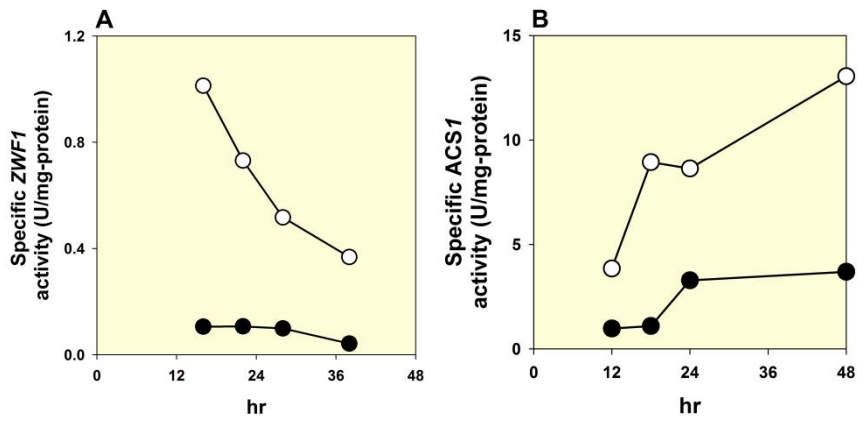 A
1.2
0.8
0.4
0.0
Specific ZWF1
activity (U/mg-protein)
0 12 24 36 48
hr
B
15
10
5
0
Specific ACS1
activity (U/mg-protein)
0 12 24 36 48
hr